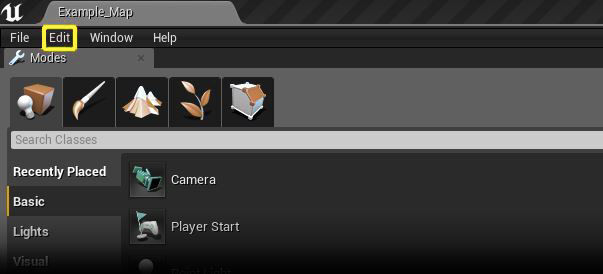 Example_Map
File Edit Window Help
Modes
Search Classes
Recently Placed
Camera
Basic
Player Start
Lights
Visual